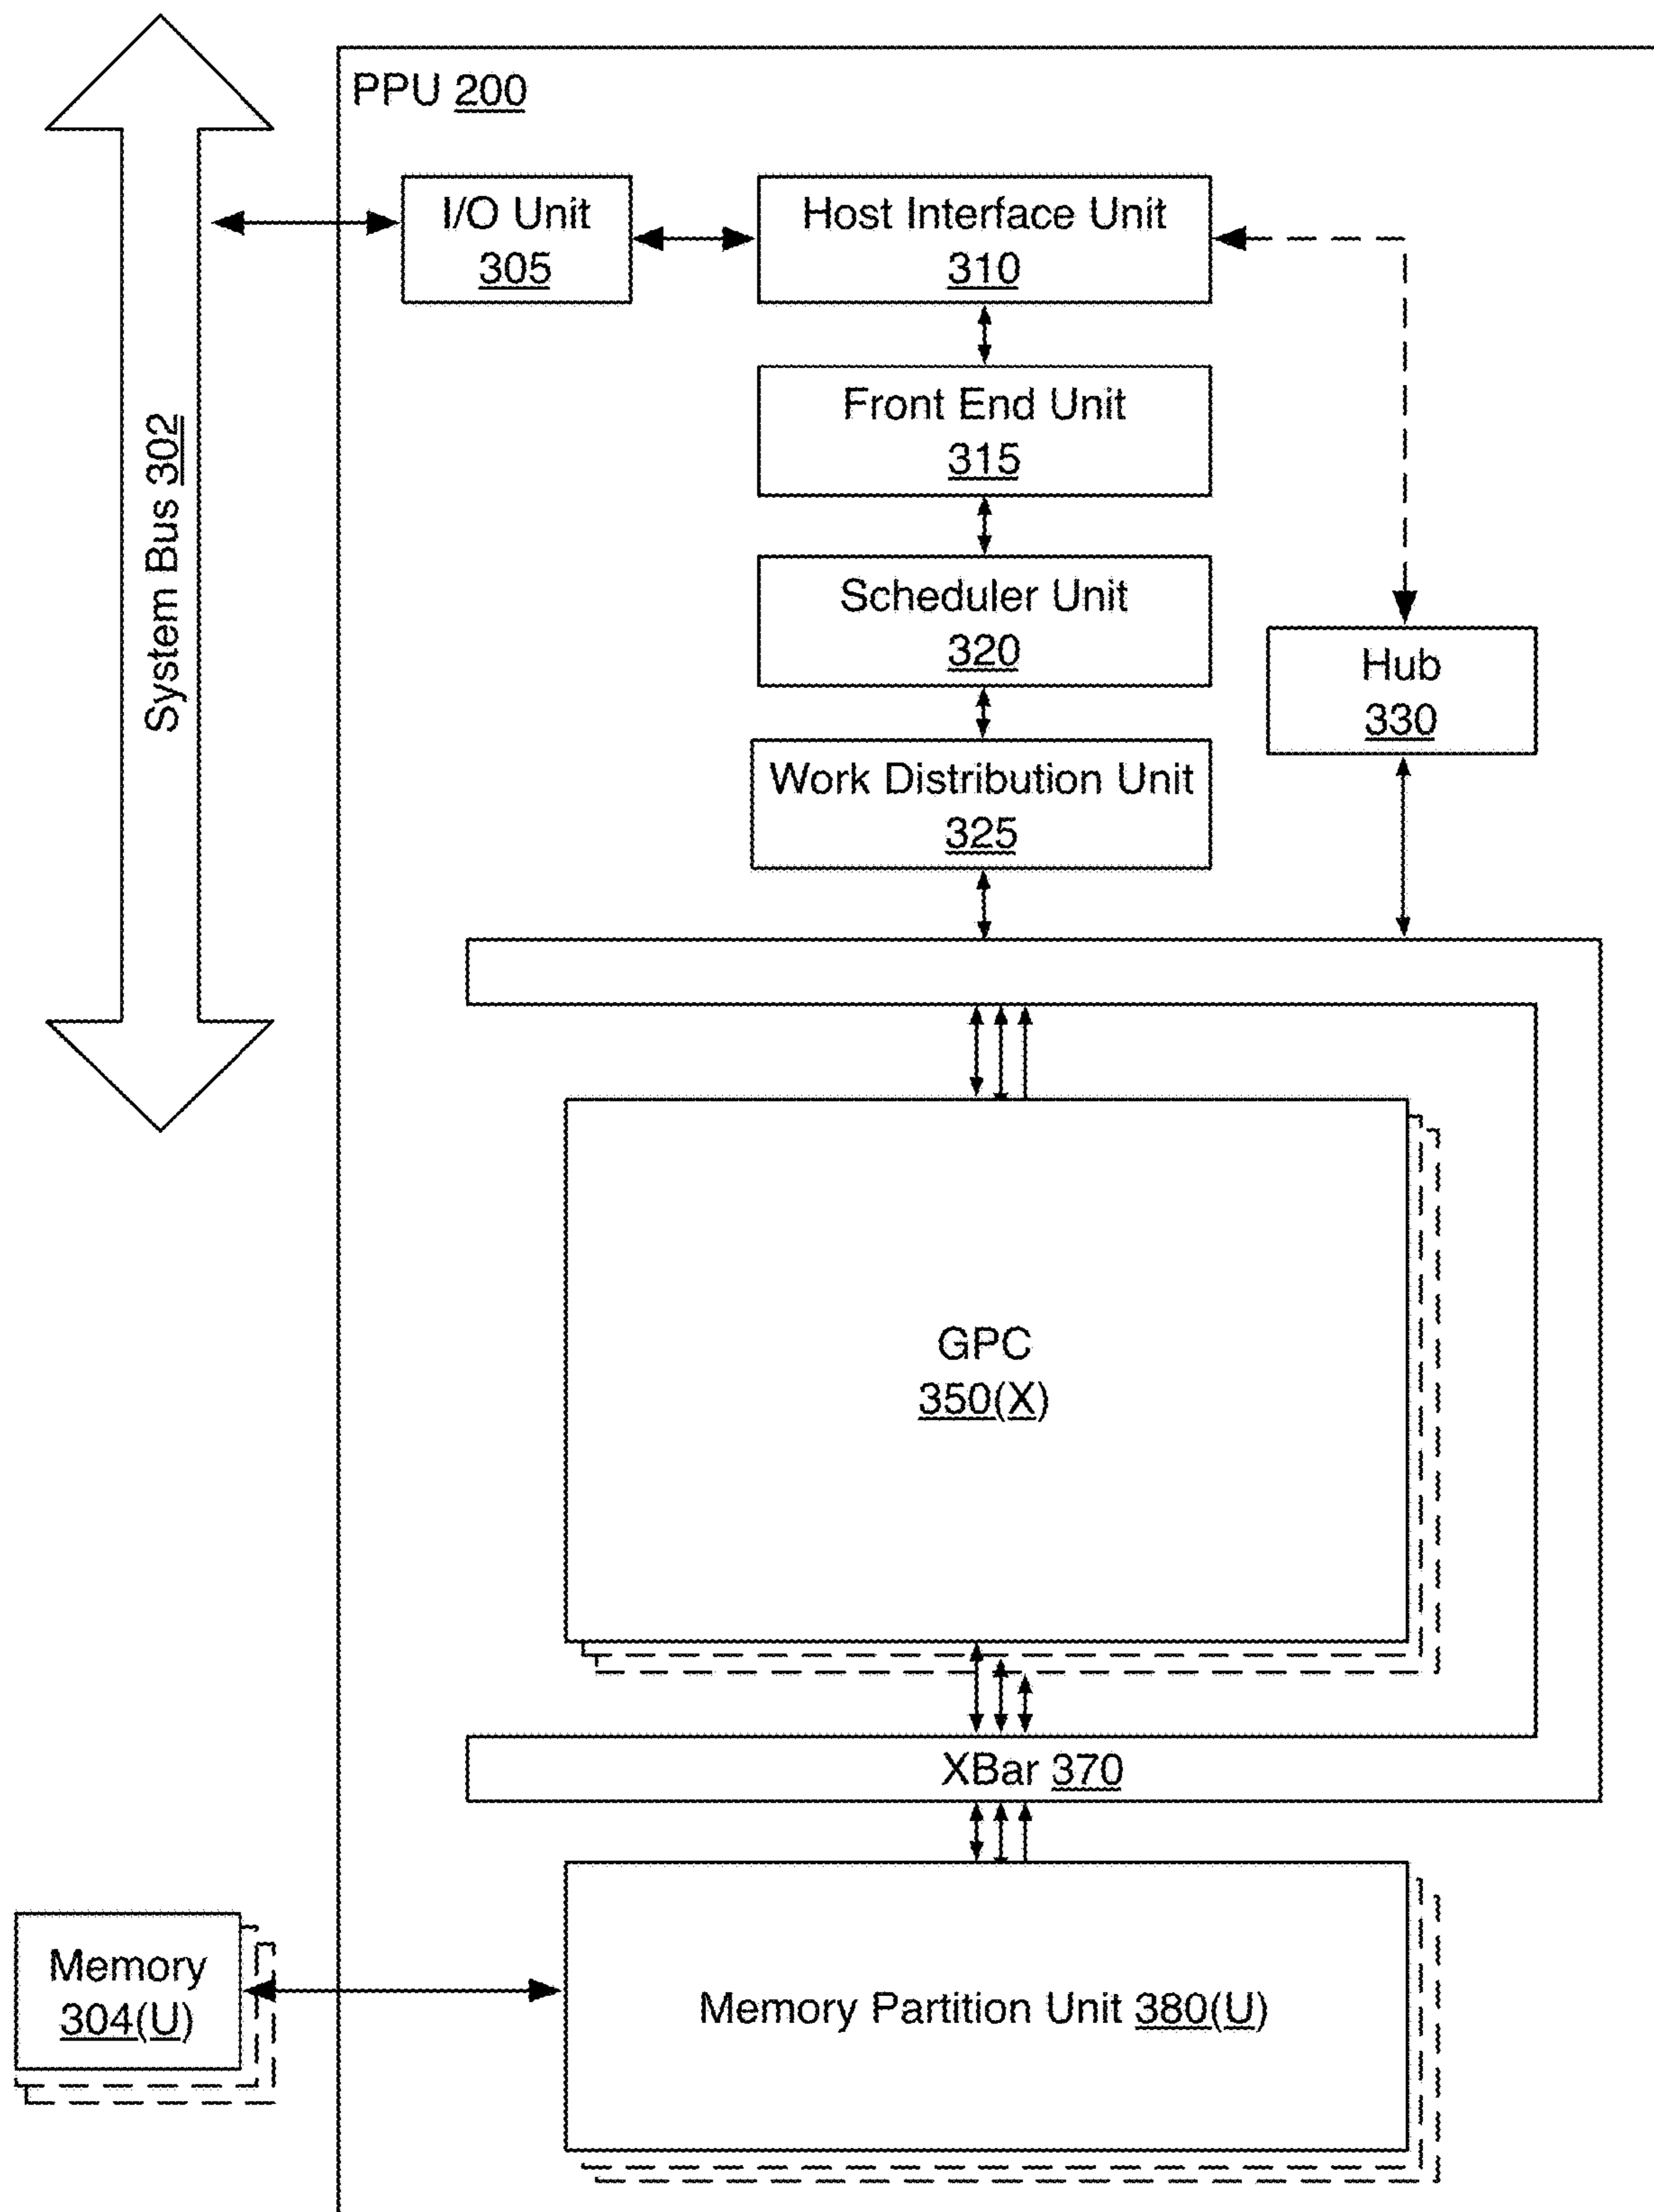 PPU 200
I/O Unit
305
Host Interface Unit
310
Front End Unit
315
System Bus 302
Scheduler Unit
320
Hub
330
Work Distribution Unit
325
GPC
350(X)
XBar 370
Memory
304(U)
Memory Partition Unit 380(U)